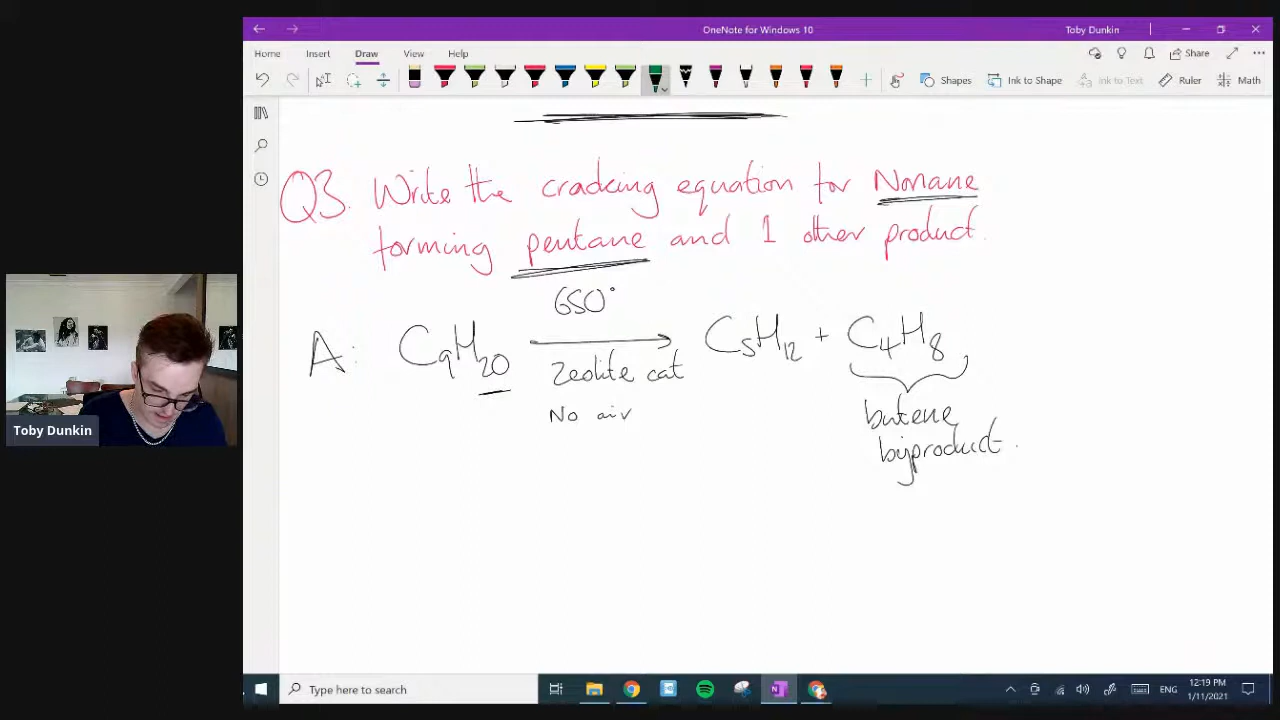 OneNote for Windows 10
Toby Dunkin
Home Insert Draw View Help
Share
Shapes Ink to Shape Ink to Text Ruler Math
Q3. Write the cracking equation for Nonane
forming pentane and 1 other product.
650°
A: C9H20 → C5H12 + C4H8
Zeolite cat
No air
butene
byproduct.
Toby Dunkin
Type here to search
ENG
12:19 PM
1/11/2021